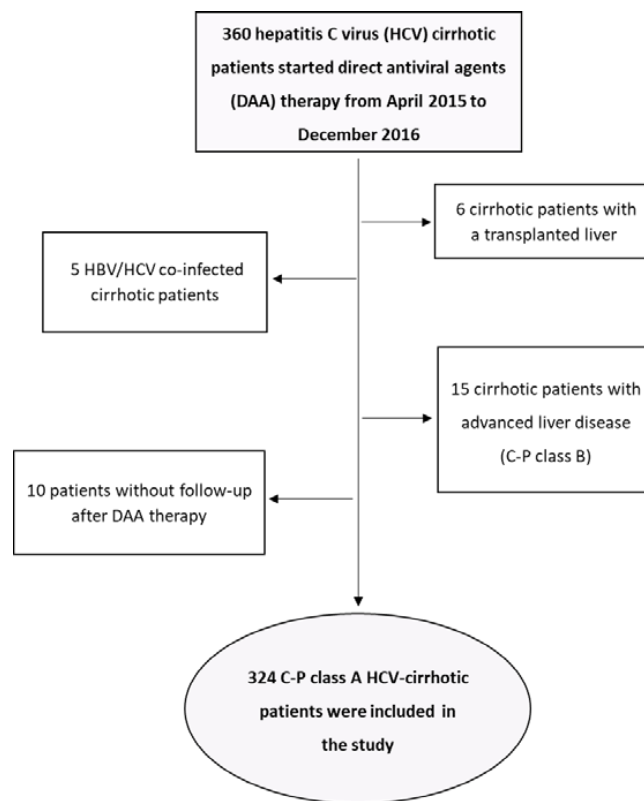 360 hepatitis C virus (HCV) cirrhotic
patients started direct antiviral agents
(DAA) therapy from April 2015 to
December 2016
6 cirrhotic patients with
a transplanted liver
5 HBV/HCV co-infected
cirrhotic patients
15 cirrhotic patients with
advanced liver disease
(C-P class B)
10 patients without follow-up
after DAA therapy
324 C-P class A HCV-cirrhotic
patients were included in
the study